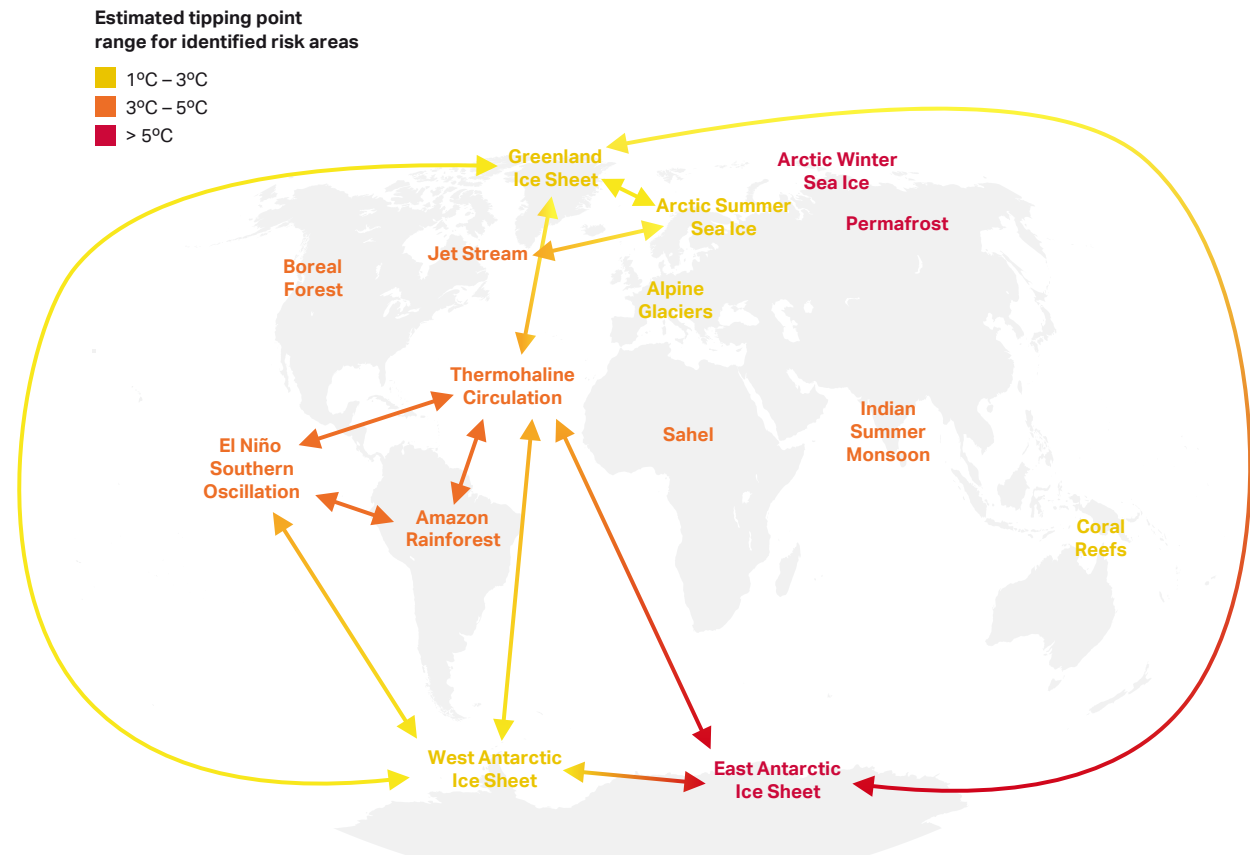 Estimated tipping point
range for identified risk areas
1ºC – 3ºC
3ºC – 5ºC
> 5ºC
Greenland
Ice Sheet
Arctic Winter
Sea Ice
Arctic Summer
Sea Ice
Permafrost
Jet Stream
Boreal
Forest
Alpine
Glaciers
Thermohaline
Circulation
El Niño
Southern
Oscillation
Sahel
Indian
Summer
Monsoon
Amazon
Rainforest
Coral
Reefs
West Antarctic
Ice Sheet
East Antarctic
Ice Sheet